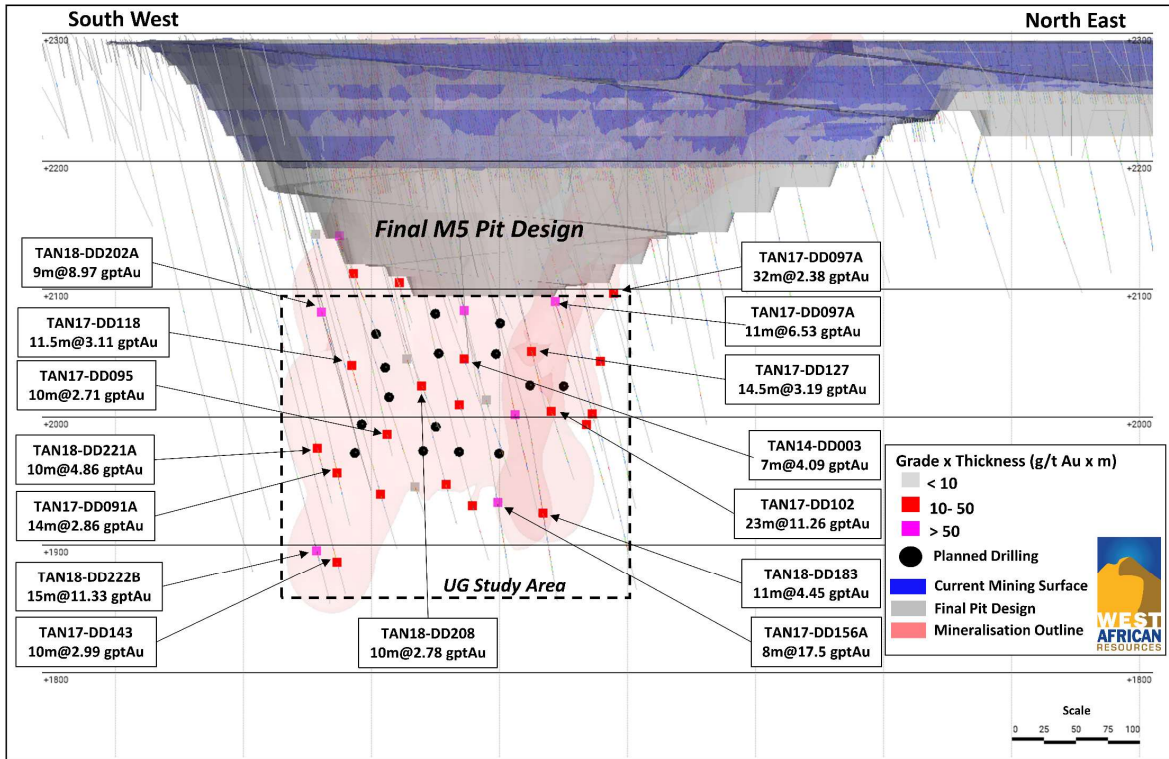 South West
North East
+2300
+2300
+2200
+2200
Final M5 Pit Design
TAN18-DD202A
9m@8.97 gptAu
TAN17-DD097A
32m@2.38 gptAu
+2100
+2100
TAN17-DD118
11.5m@3.11 gptAu
TAN17-DD097A
11m@6.53 gptAu
TAN17-DD095
10m@2.71 gptAu
TAN17-DD127
14.5m@3.19 gptAu
+2000
+2000
TAN18-DD221A
10m@4.86 gptAu
TAN14-DD003
7m@4.09 gptAu
TAN17-DD091A
14m@2.86 gptAu
TAN17-DD102
23m@11.26 gptAu
+1900
TAN18-DD222B
15m@11.33 gptAu
UG Study Area
TAN18-DD183
11m@4.45 gptAu
TAN17-DD143
10m@2.99 gptAu
TAN18-DD208
10m@2.78 gptAu
TAN17-DD156A
8m@17.5 gptAu
+1800
+1800
Grade x Thickness (g/t Au x m)
< 10
10- 50
> 50
Planned Drilling
Current Mining Surface
Final Pit Design
Mineralisation Outline
WEST
AFRICAN
RESOURCES
Scale
0 25 50 75 100